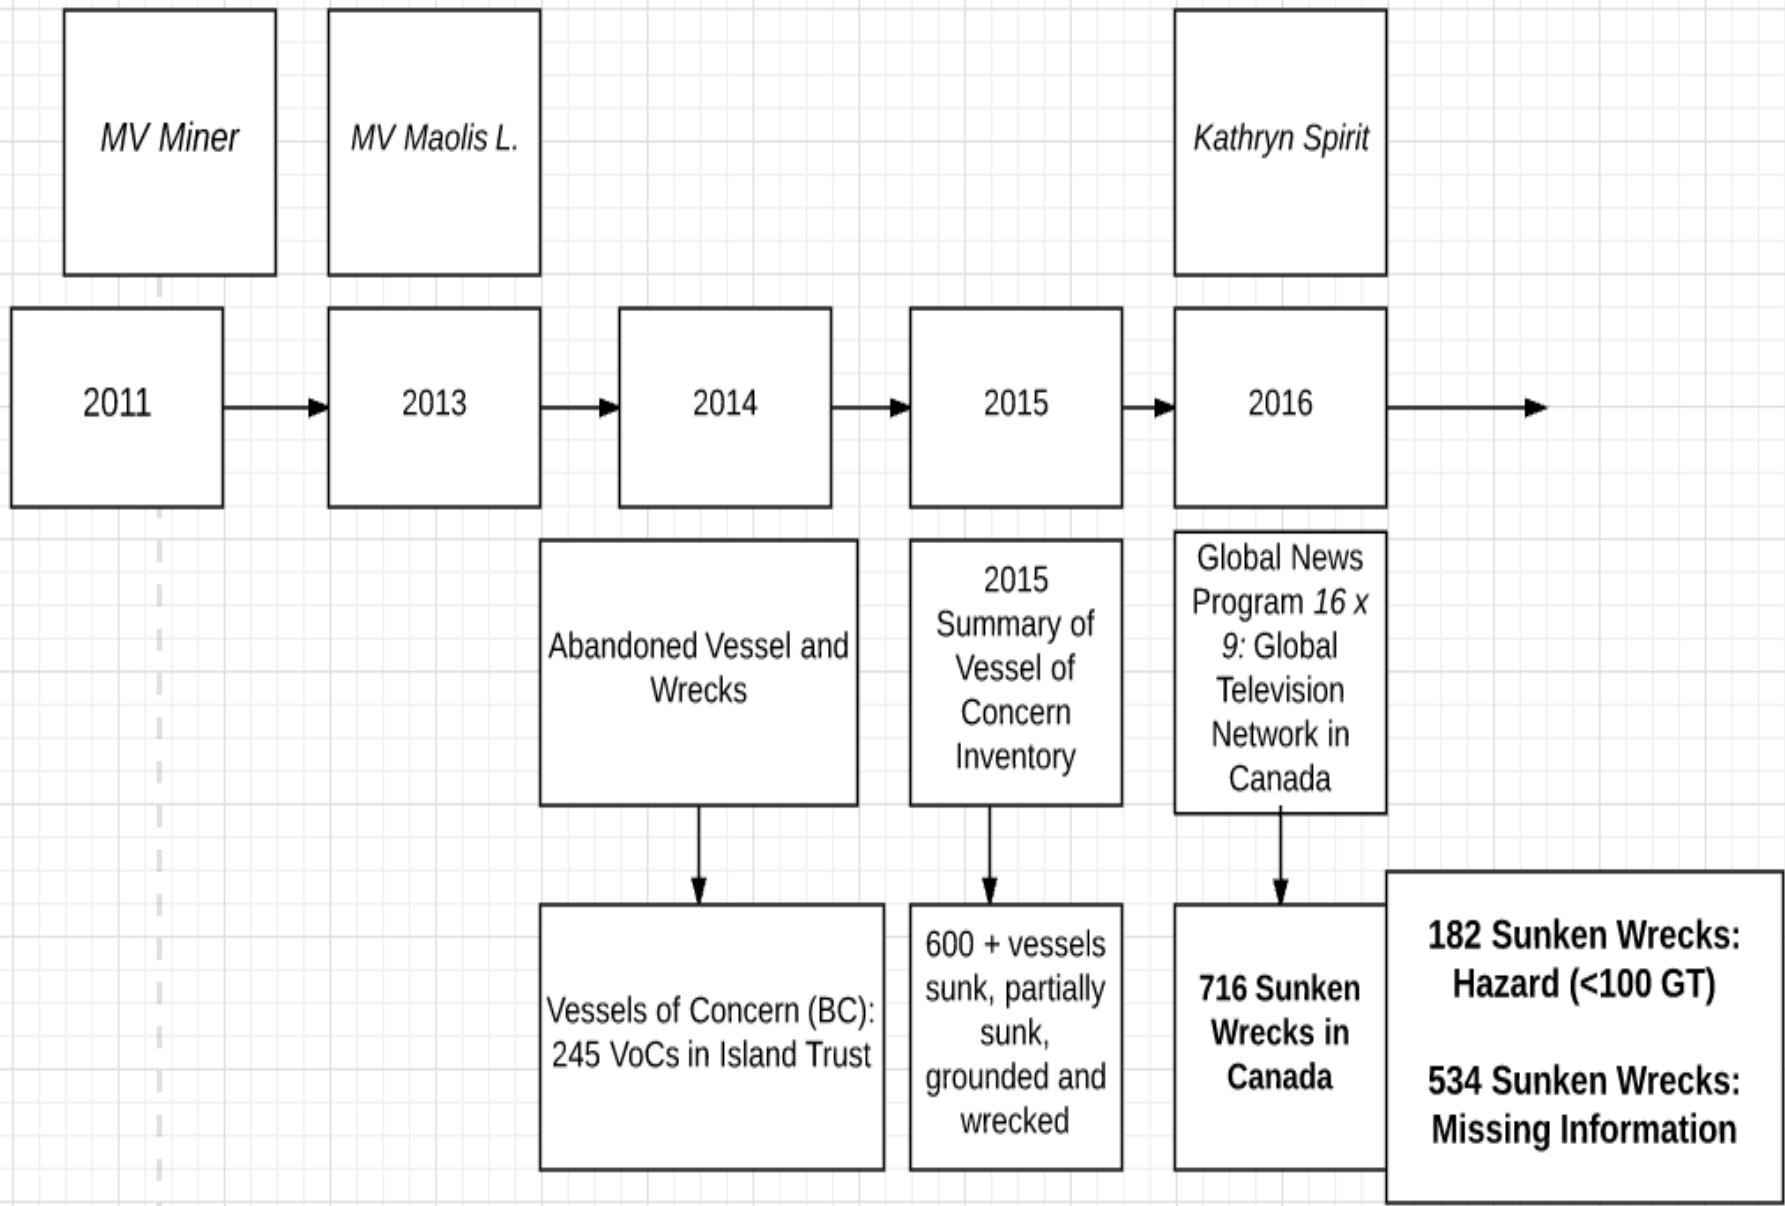 MV Miner
MV Maolis L.
Kathryn Spirit
2011
2013
2014
2015
2016
Abandoned Vessel and
Wrecks
2015
Summary of
Vessel of
Concern
Inventory
Global News
Program 16 x
9: Global
Television
Network in
Canada
Vessels of Concern (BC):
245 VoCs in Island Trust
600 + vessels
sunk, partially
sunk,
grounded and
wrecked
716 Sunken
Wrecks in
Canada
182 Sunken Wrecks:
Hazard (<100 GT)
534 Sunken Wrecks:
Missing Information